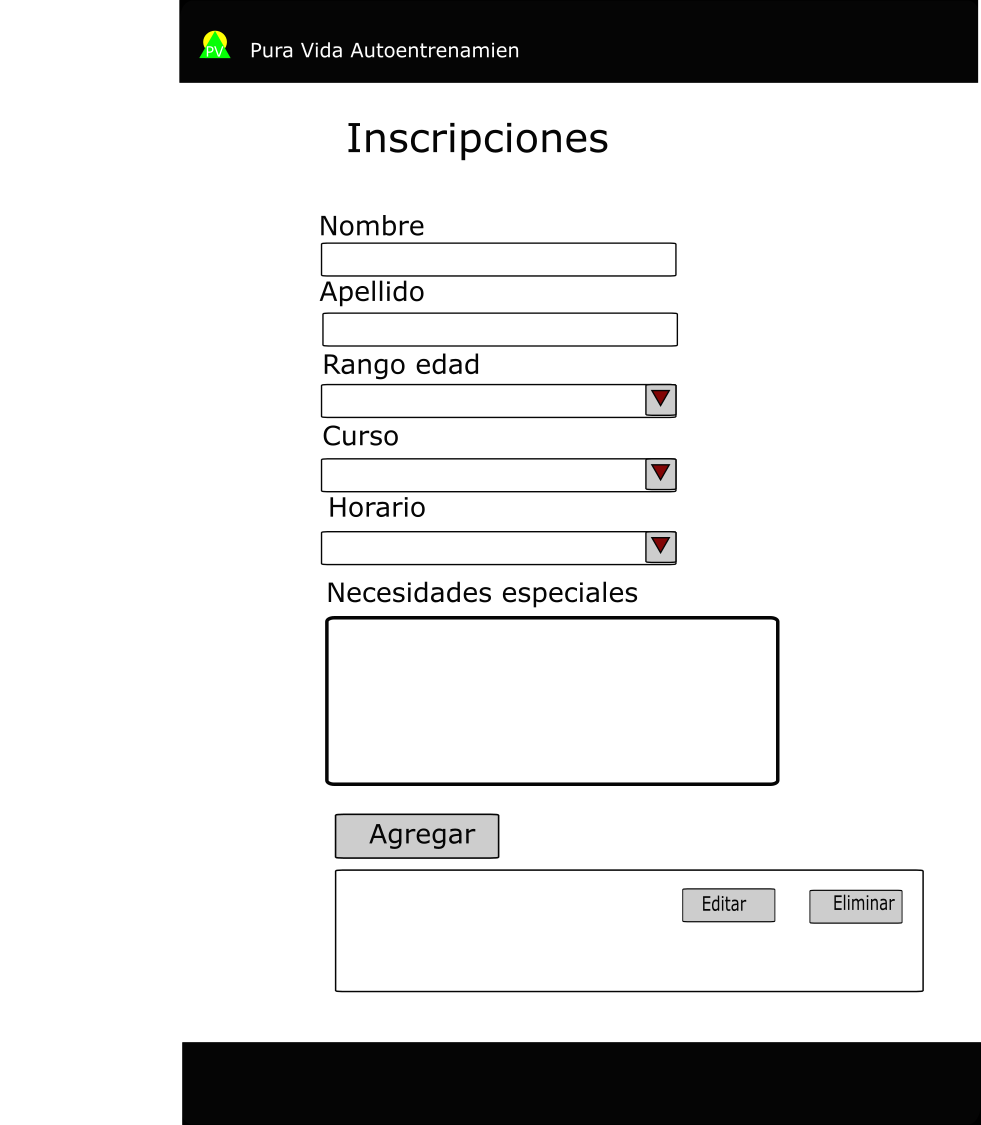 PV Pura Vida Autoentrenamien
Inscripciones
Nombre
Apellido
Rango edad
Curso
Horario
Necesidades especiales
Agregar
Editar Eliminar